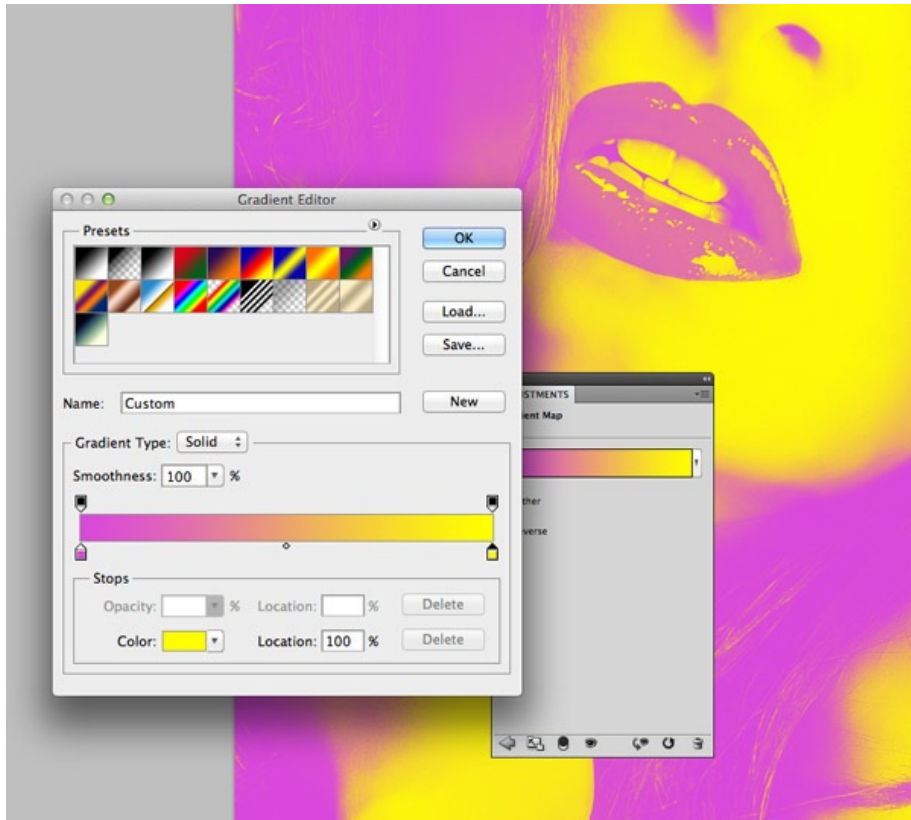 Gradient Editor
Presets
OK
Cancel
Load...
Save...
Name: Custom
New
Gradient Type: Solid
Smoothness: 100 %
Stops
Opacity: % Location: % Delete
Color: Location: 100 % Delete
STMENTS
ient Map
ther
verse